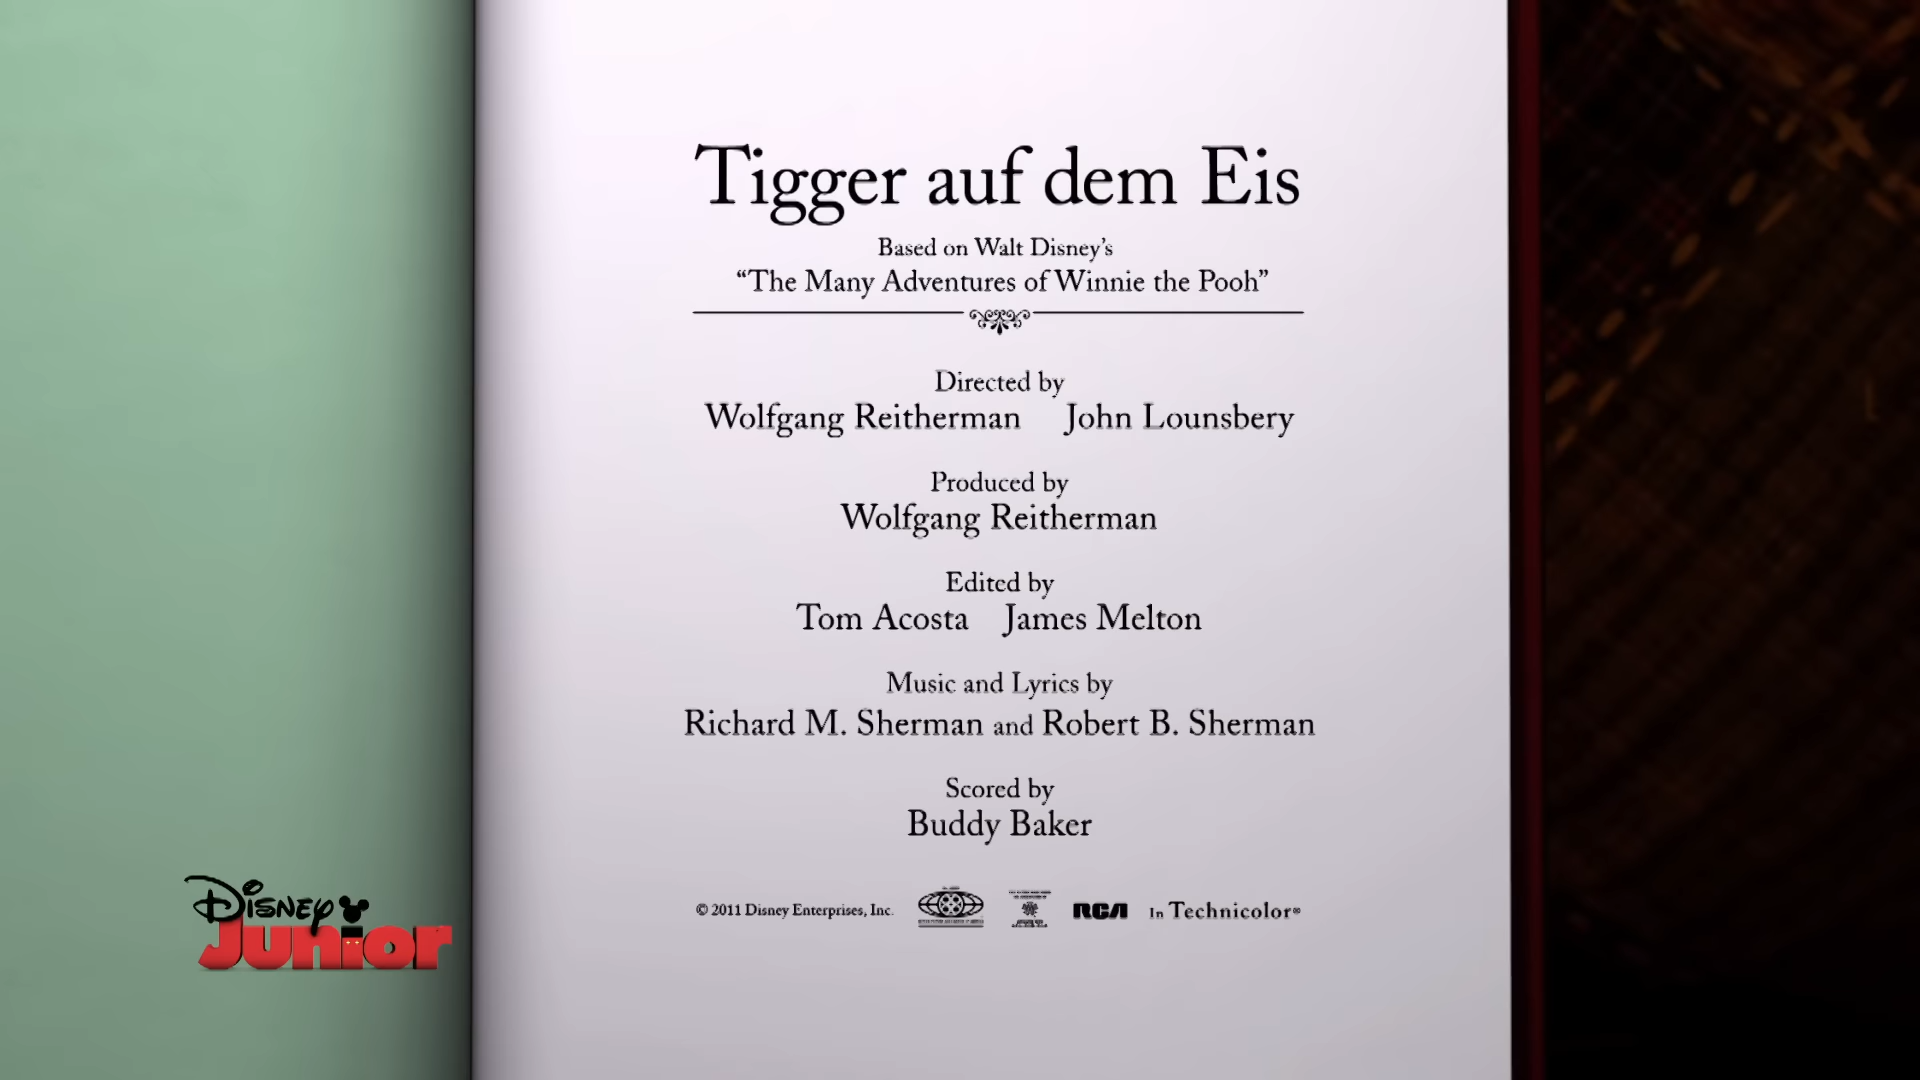 Tigger auf dem Eis
Based on Walt Disney's
“The Many Adventures of Winnie the Pooh”
Directed by
Wolfgang Reitherman John Lounsbery
Produced by
Wolfgang Reitherman
Edited by
Tom Acosta James Melton
Music and Lyrics by
Richard M. Sherman and Robert B. Sherman
Scored by
Buddy Baker
© 2011 Disney Enterprises, Inc. RCA In Technicolor®
Disney
Junior